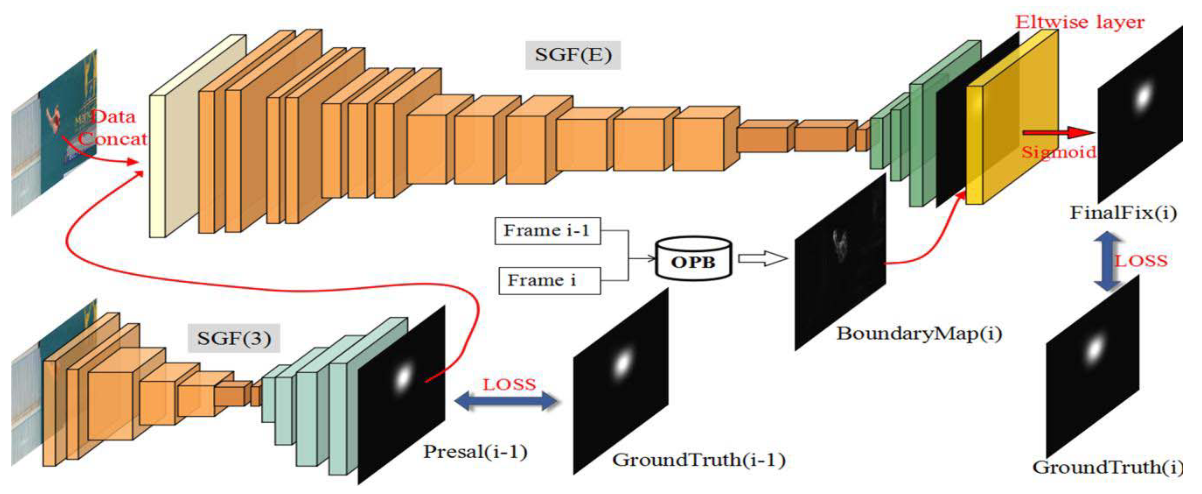 Eltwise layer
SGF(E)
Data
Concat
Sigmoid
FinalFix(i)
Frame i-1
OPB
Frame i
LOSS
BoundaryMap(i)
SGF(3)
LOSS
Presal(i-1)
GroundTruth(i-1)
GroundTruth(i)